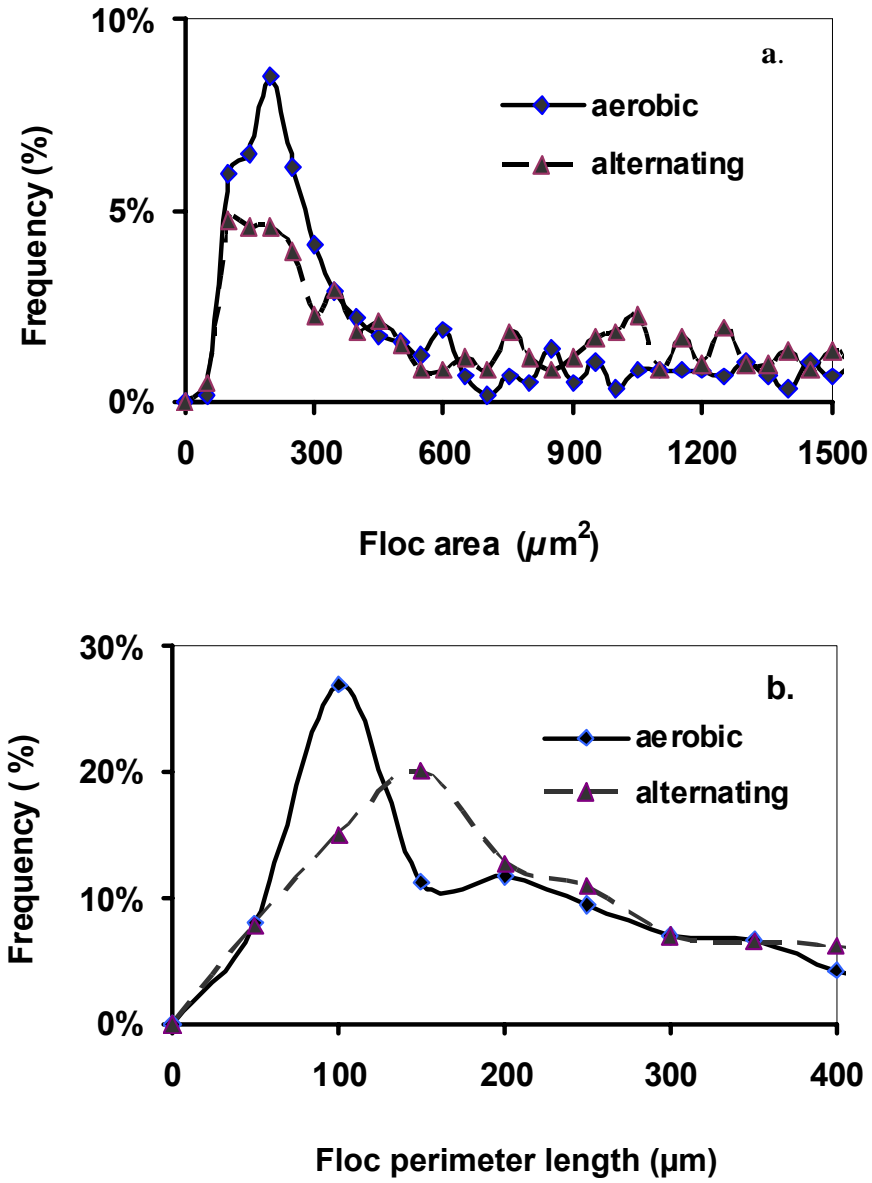 10%
a.
aerobic
alternating
Frequency (%)
5%
0%
0 300 600 900 1200 1500
Floc area (µm²)
30%
b.
aerobic
alternating
Frequency ( %)
20%
10%
0%
0 100 200 300 400
Floc perimeter length (µm)